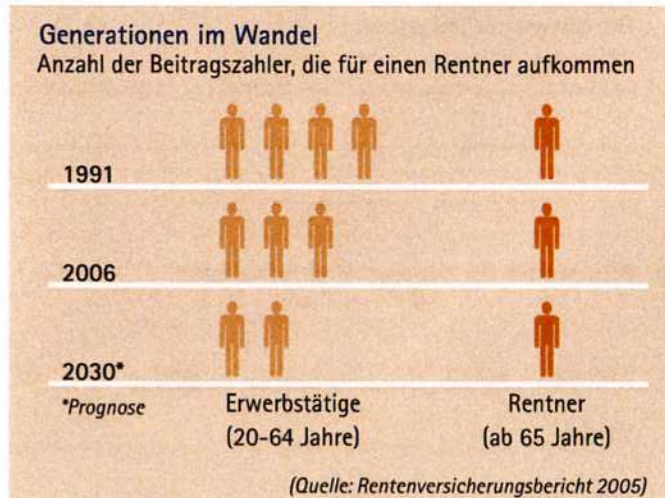 Generationen im Wandel
Anzahl der Beitragszahler, die für einen Rentner aufkommen
1991
2006
2030*
*Prognose
Erwerbstätige
(20-64 Jahre)
Rentner
(ab 65 Jahre)
(Quelle: Rentenversicherungsbericht 2005)